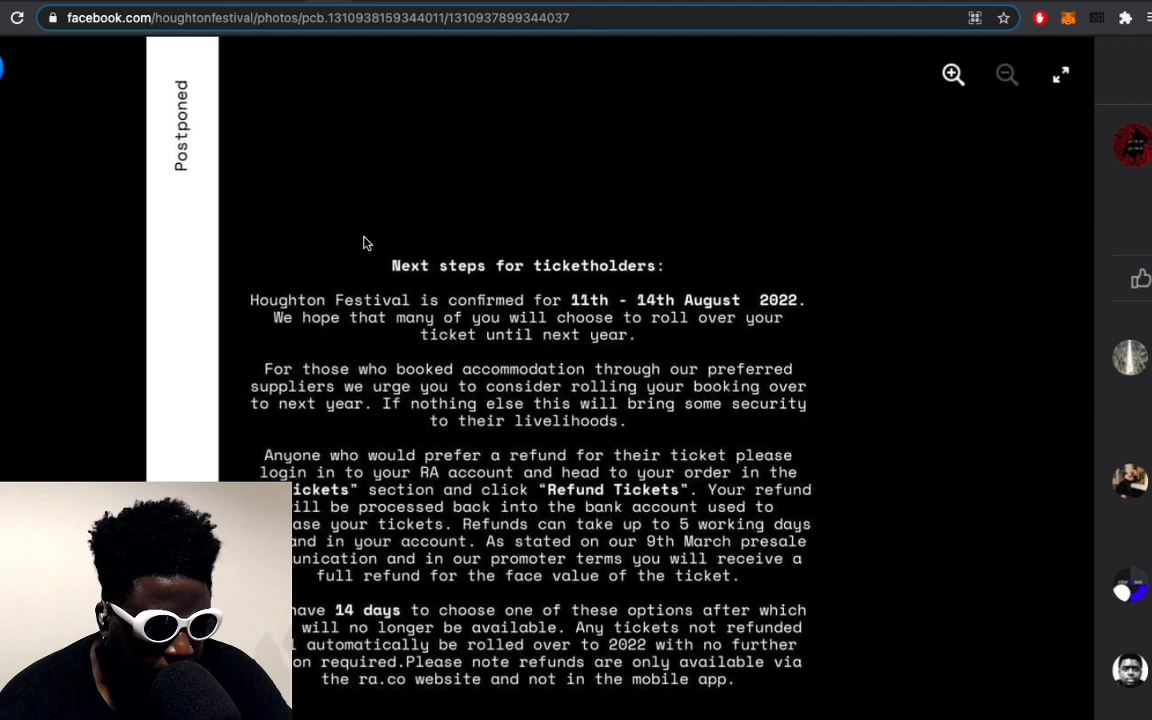 facebook.com/houghtonfestival/photos/pcb.1310938159344011/1310937899344037
Postponed
Next steps for ticketholders:
Houghton Festival is confirmed for 11th - 14th August 2022.
We hope that many of you will choose to roll over your
ticket until next year.
For those who booked accommodation through our preferred
suppliers we urge you to consider rolling your booking over
to next year. If nothing else this will bring some security
to their livelihoods.
Anyone who would prefer a refund for their ticket please
login in to your RA account and head to your order in the
ickets" section and click "Refund Tickets". Your refund
ill be processed back into the bank account used to
ase your tickets. Refunds can take up to 5 working days
and in your account. As stated on our 9th March presale
unication and in our promoter terms you will receive a
full refund for the face value of the ticket.
have 14 days to choose one of these options after which
will no longer be available. Any tickets not refunded
l automatically be rolled over to 2022 with no further
on required.Please note refunds are only available via
the ra.co website and not in the mobile app.